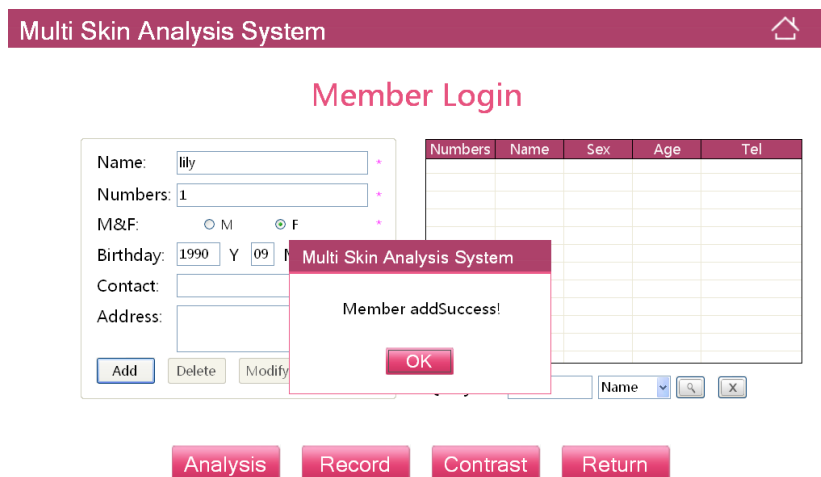 Multi Skin Analysis System
Member Login
Name: lily *
Numbers: 1 *
M&F: M F *
Birthday: 1990 Y 09
Contact:
Address:
Add Delete Modify
Numbers Name Sex Age Tel
Multi Skin Analysis System
Member addSuccess!
OK
Name X
Analysis Record Contrast Return